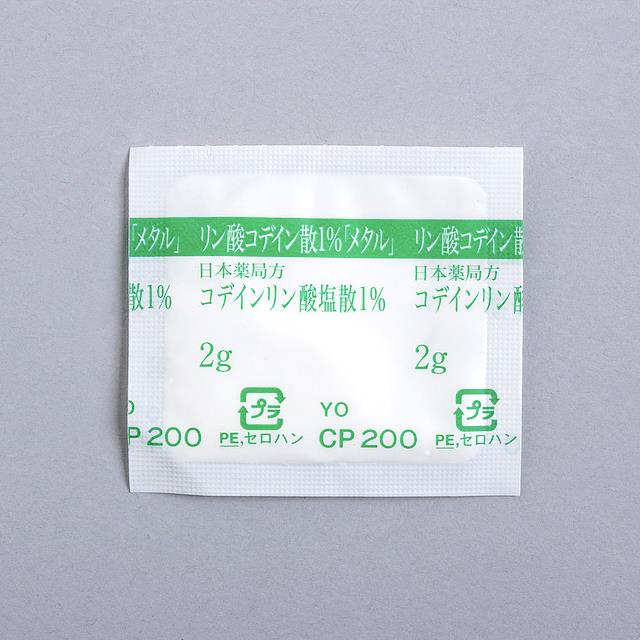 「メタル」 リン酸コデイン散1%「メタル」 リン酸コデイン散
日本薬局方 日本薬局方
散1% コデインリン酸塩散1% コデインリン酸
2g 2g
プラ YO プラ
P 200 PE,セロハン CP 200 PE,セロハン